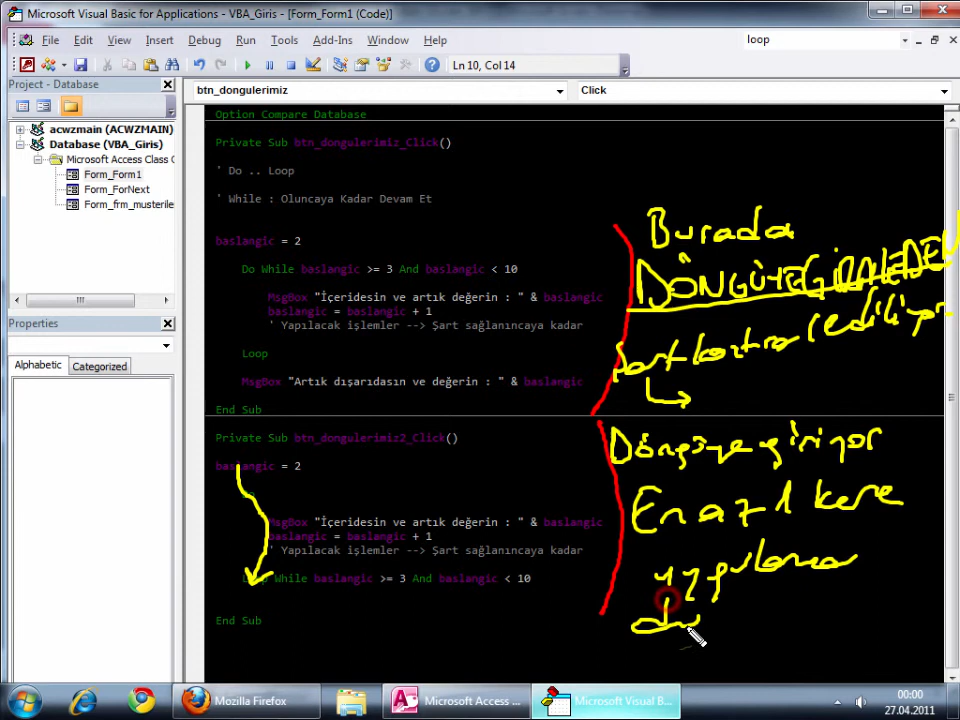 Microsoft Visual Basic for Applications - VBA_Giris - [Form_Form1 (Code)]
File Edit View Insert Debug Run Tools Add-Ins Window Help
loop
Ln 10, Col 14
Project - Database
btn_dongulerimiz
Click
acwzmain (ACWZMAIN)
Database (VBA_Giris)
Microsoft Access Class O
Form_Form1
Form_ForNext
Form_frm_musterile
Properties
Alphabetic Categorized
Option Compare Database
Private Sub btn_dongulerimiz_Click()
' Do .. Loop
' While : Oluncaya Kadar Devam Et
baslangic = 2
Do While baslangic >= 3 And baslangic < 10
MsgBox "İçeridesin ve artık değerin : " & baslangic
baslangic = baslangic + 1
' Yapılacak işlemler --> Şart sağlanıncaya kadar
Loop
MsgBox "Artık dışarıdasın ve değerin : " & baslangic
End Sub
Private Sub btn_dongulerimiz2_Click()
baslangic = 2
MsgBox "İçeridesin ve artık değerin : " & baslangic
baslangic = baslangic + 1
' Yapılacak işlemler --> Şart sağlanıncaya kadar
Loop While baslangic >= 3 And baslangic < 10
End Sub
Burada
DÖNGÜYE GİRMEDEN
Şart kontrol ediliyor
Döngüye giriyor
En az 1 kere
Mozilla Firefox
Microsoft Access ...
Microsoft Visual B...
00:00
27.04.2011